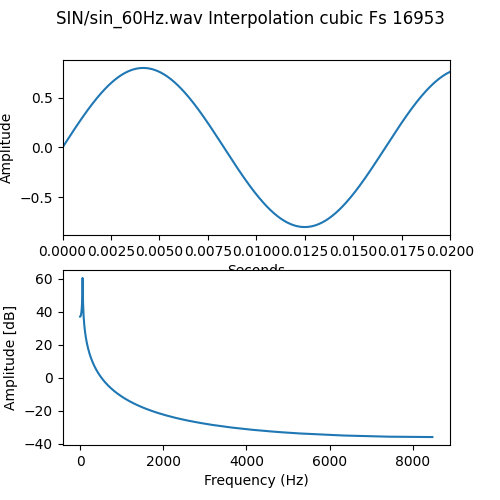 SIN/sin_60Hz.wav Interpolation cubic Fs 16953
Amplitude
0.5
0.0
−0.5
0.0000 0.0025 0.0050 0.0075 0.0100 0.0125 0.0150 0.0175 0.0200
Seconds
Amplitude [dB]
60
40
20
0
−20
−40
0 2000 4000 6000 8000
Frequency (Hz)